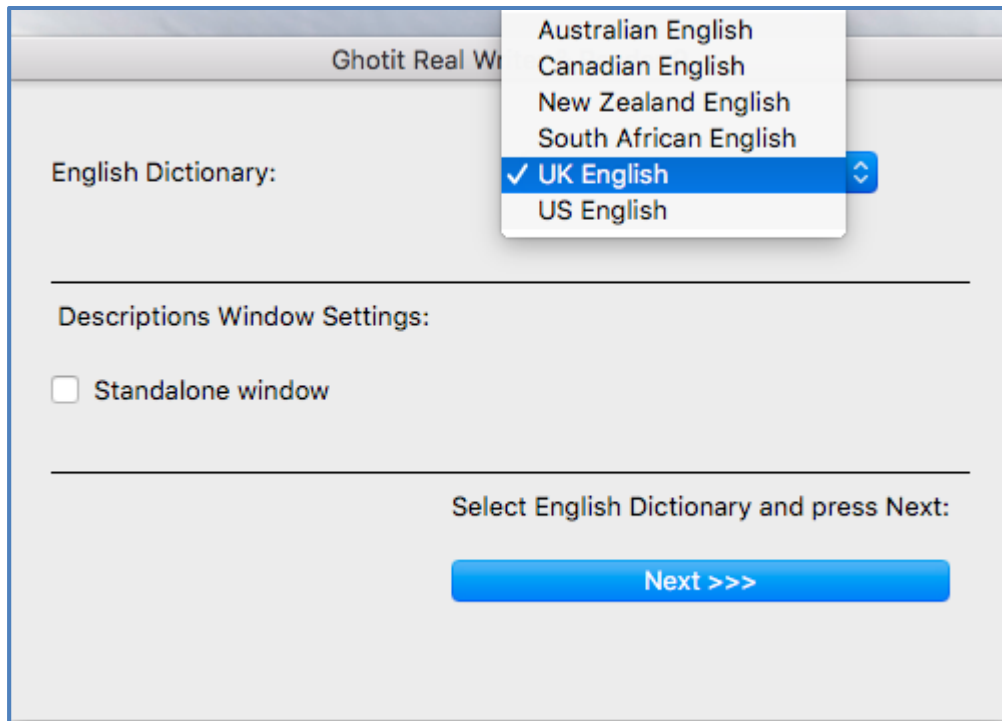 Australian English
Ghotit Real Wr
Canadian English
New Zealand English
South African English
English Dictionary:
✓ UK English
US English
Descriptions Window Settings:
Standalone window
Select English Dictionary and press Next:
Next >>>